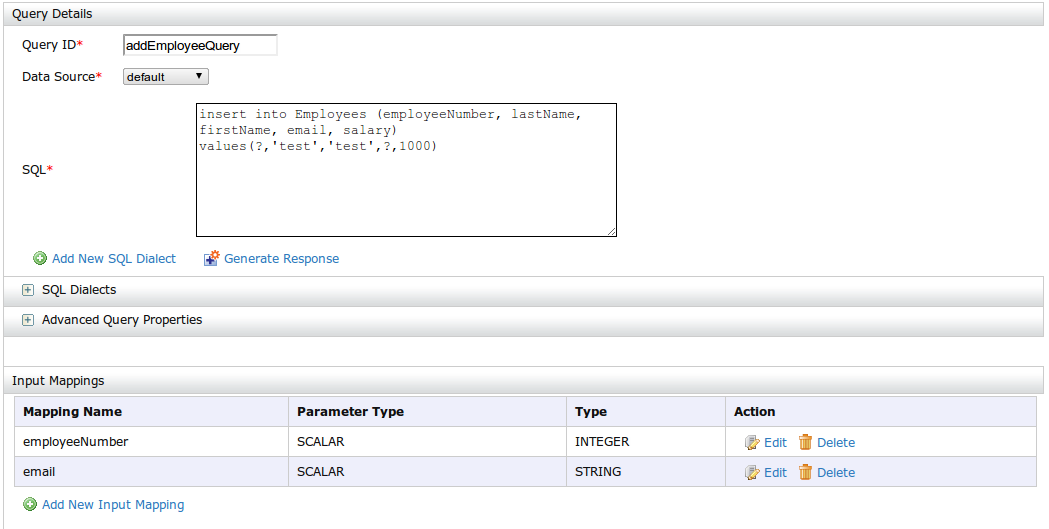 Query Details
Query ID* addEmployeeQuery
Data Source* default
SQL*
insert into Employees (employeeNumber, lastName,
firstName, email, salary)
values(?,'test','test',?,1000)
Add New SQL Dialect Generate Response
SQL Dialects
Advanced Query Properties
Input Mappings
Mapping Name Parameter Type Type Action
employeeNumber SCALAR INTEGER Edit Delete
email SCALAR STRING Edit Delete
Add New Input Mapping